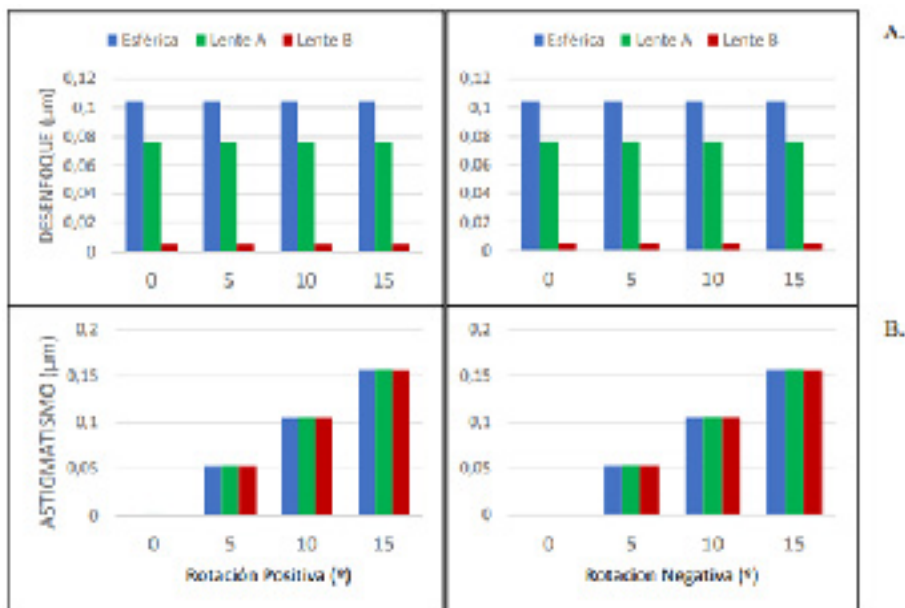 Esférica Lente A Lente B
Esférica Lente A Lente B
A.
DESENFOQUE (µm)
0,12
0,1
0,08
0,06
0,04
0,02
0
0 5 10 15
0,12
0,1
0,08
0,06
0,04
0,02
0
0 5 10 15
B.
ASTIGMATISMO (µm)
0,2
0,15
0,1
0,05
0
0 5 10 15
Rotación Positiva (º)
0,2
0,15
0,1
0,05
0
0 5 10 15
Rotacion Negativa (º)